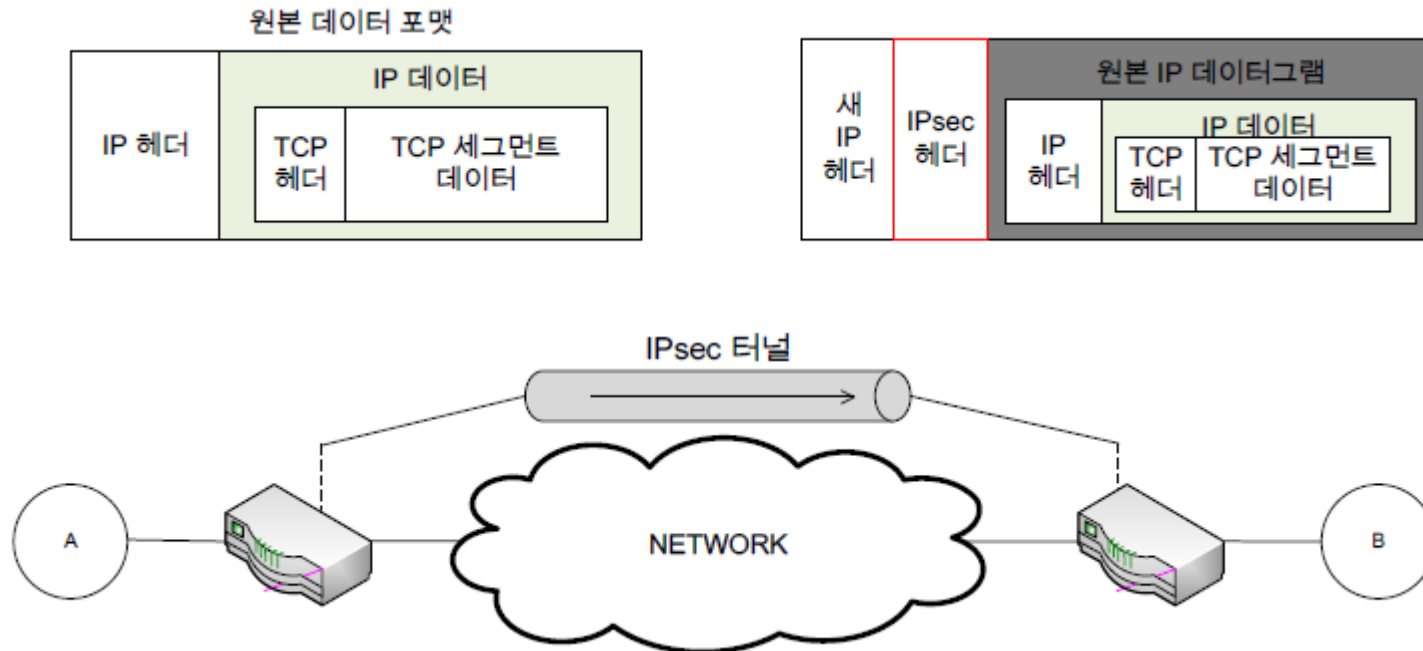 원본 데이터 포맷
IP 헤더
IP 데이터
TCP
헤더
TCP 세그먼트
데이터
새
IP
헤더
IPsec
헤더
원본 IP 데이터그램
IP
헤더
IP 데이터
TCP
헤더
TCP 세그먼트
데이터
IPsec 터널
A
NETWORK
B